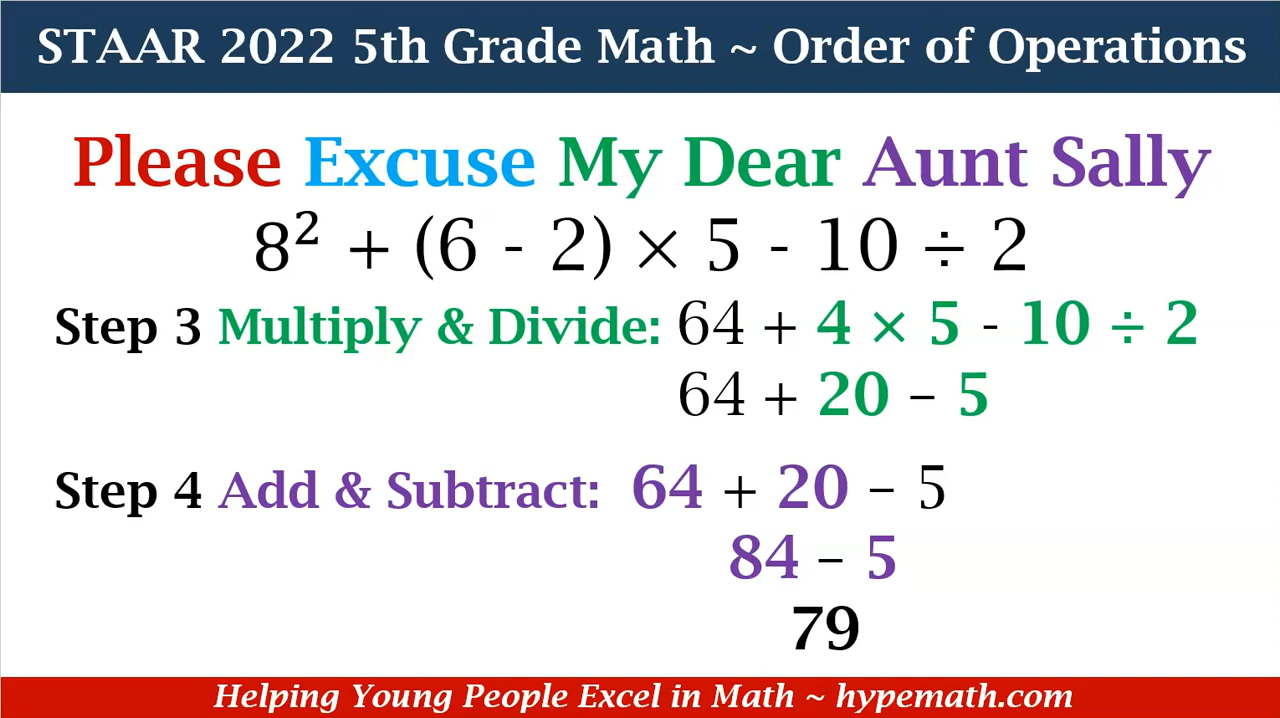 STAAR 2022 5th Grade Math ~ Order of Operations
Please Excuse My Dear Aunt Sally
8² + (6 - 2) × 5 - 10 ÷ 2
Step 3 Multiply & Divide: 64 + 4 × 5 - 10 ÷ 2
64 + 20 – 5
Step 4 Add & Subtract: 64 + 20 – 5
84 – 5
79
Helping Young People Excel in Math ~ hypemath.com